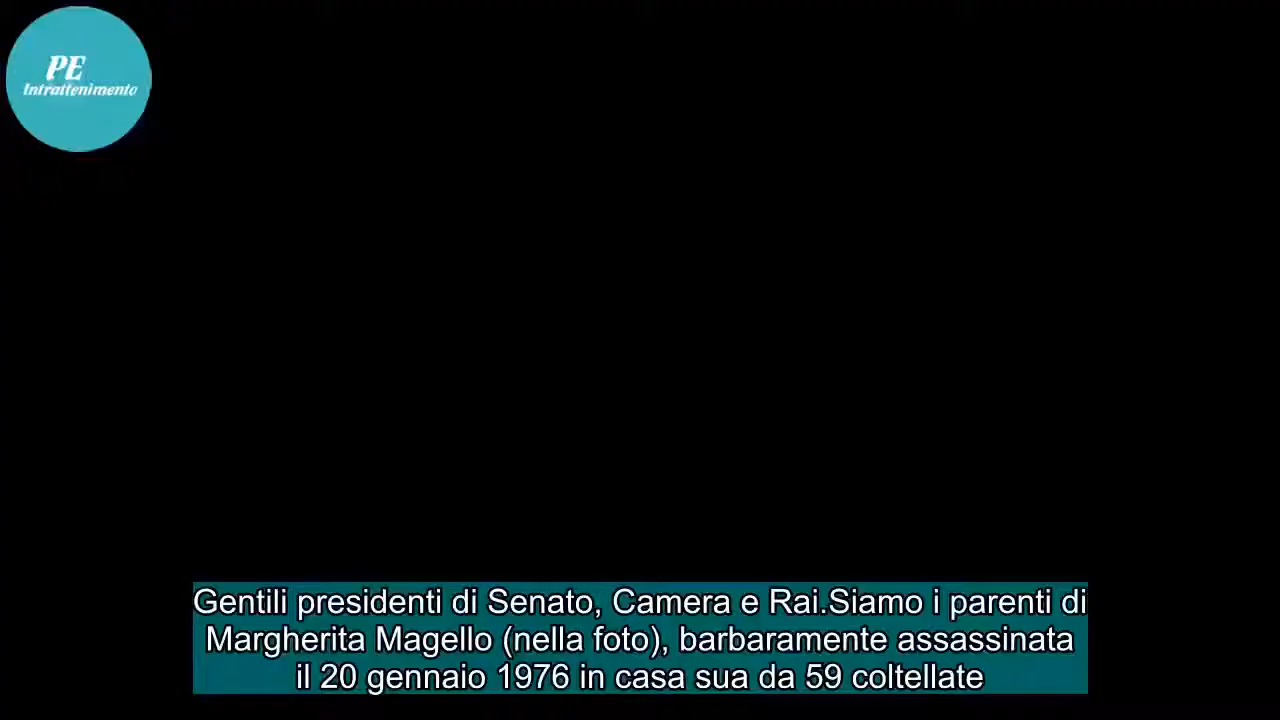 PE
Intrattenimento
Gentili presidenti di Senato, Camera e Rai.Siamo i parenti di
Margherita Magello (nella foto), barbaramente assassinata
il 20 gennaio 1976 in casa sua da 59 coltellate